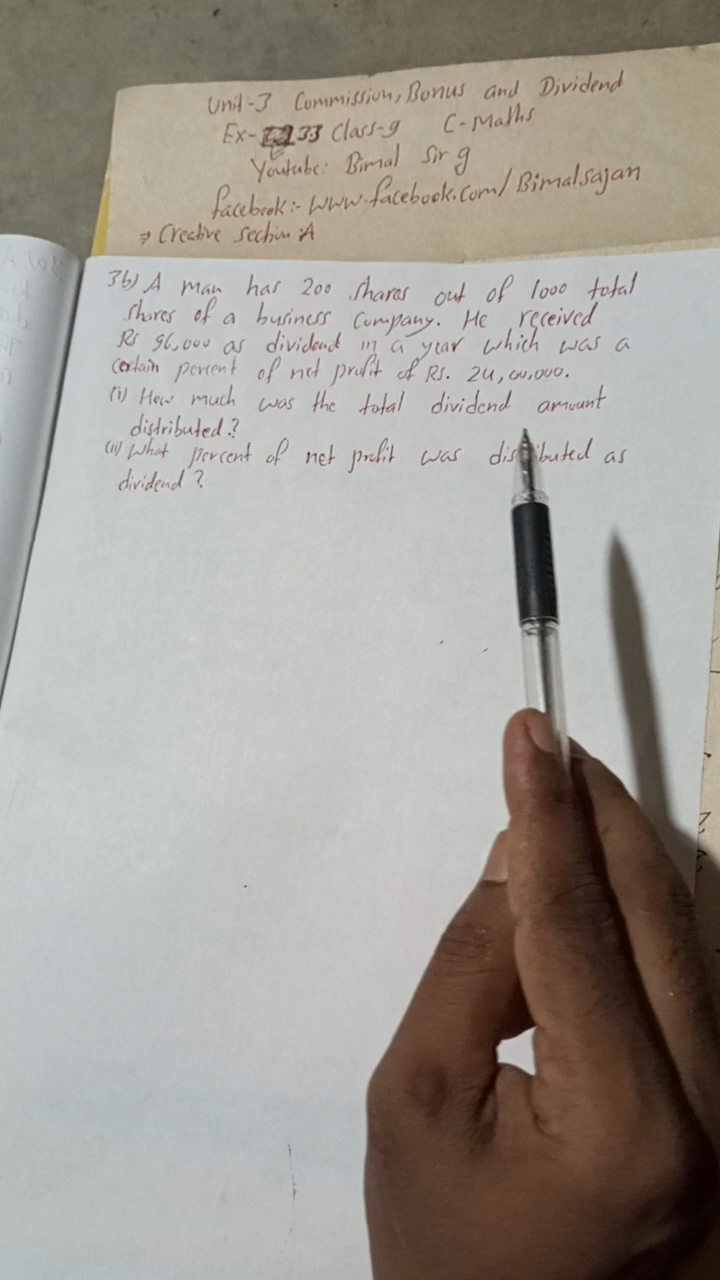 Unit-3 Commission, Bonus and Dividend
Ex- 33 Class-9 C-Maths
Youtube: Bimal Sir g
facebook:- www.facebook.com/Bimalsajan
⇒ Creative Section: A
3b) A man has 200 shares out of 1000 total
shares of a business company. He received
Rs 96,000 as dividend in a year which was a
certain percent of net profit of Rs. 24,00,000.
(i) How much was the total dividend amount
distributed?
(ii) What percent of net profit was distributed as
dividend?